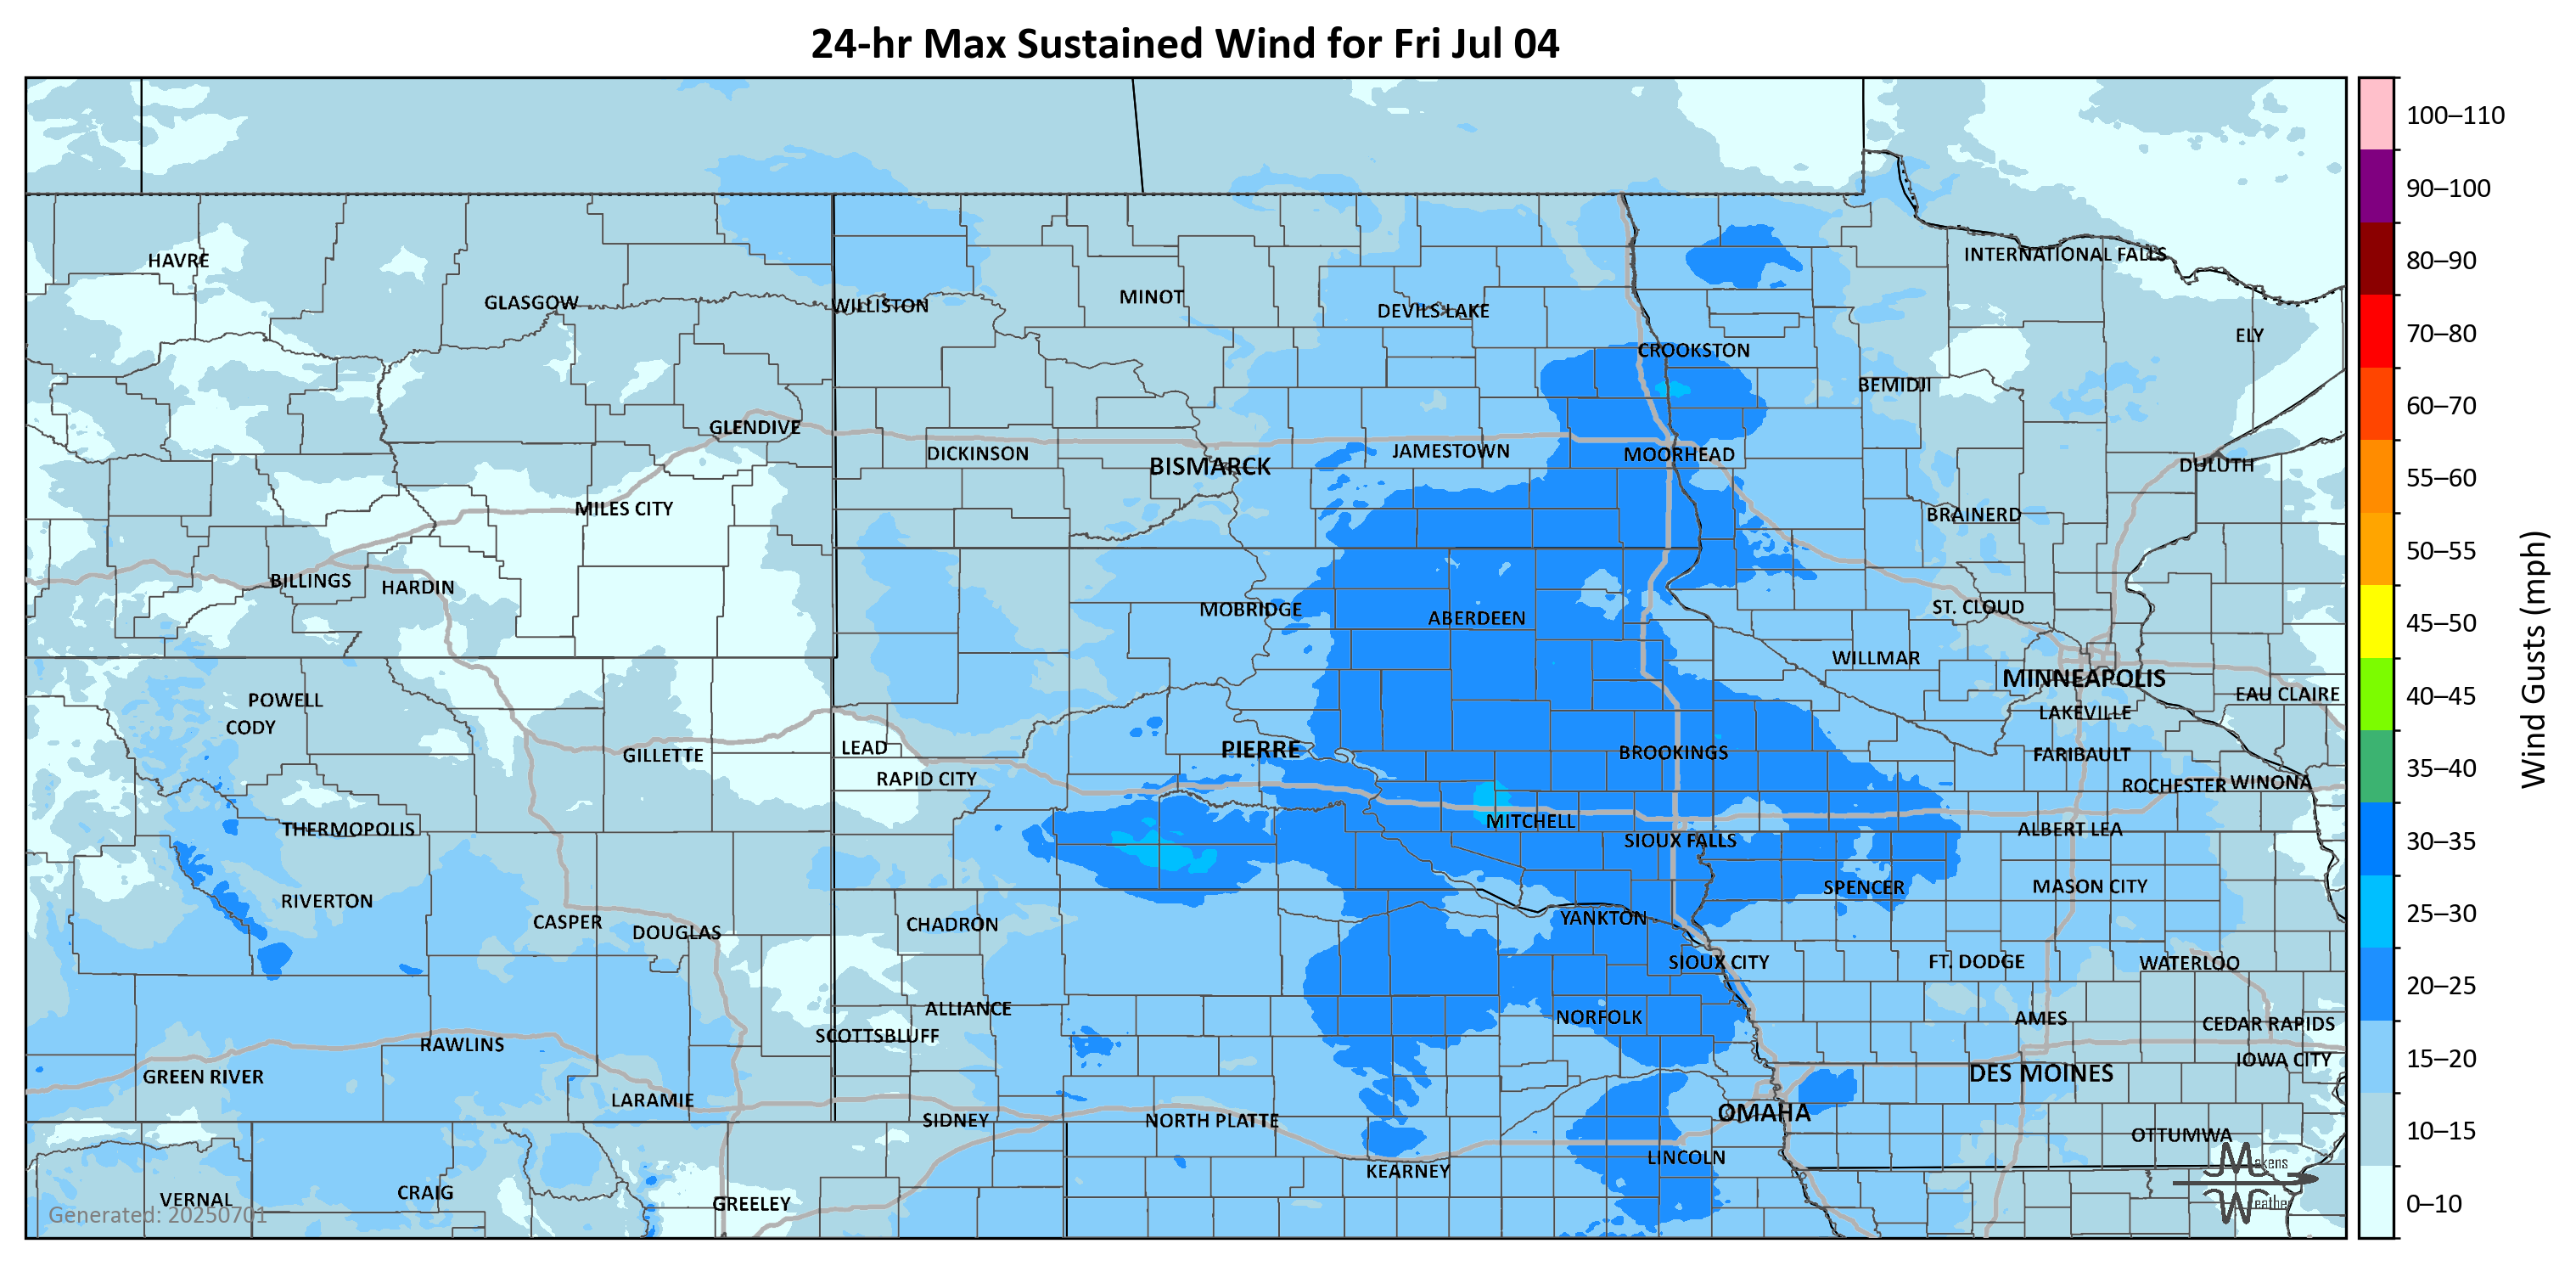 24-hr Max Sustained Wind for Fri Jul 04
100–110
90–100
80–90
70–80
60–70
55–60
50–55
45–50
40–45
35–40
30–35
25–30
20–25
15–20
10–15
0–10
Wind Gusts (mph)
HAVRE
INTERNATIONAL FALLS
GLASGOW
WILLISTON
MINOT
DEVILS LAKE
ELY
CROOKSTON
BEMIDJI
GLENDIVE
DICKINSON
BISMARCK
JAMESTOWN
MOORHEAD
DULUTH
MILES CITY
BRAINERD
BILLINGS
HARDIN
MOBRIDGE
ABERDEEN
ST. CLOUD
WILLMAR
MINNEAPOLIS
POWELL
EAU CLAIRE
CODY
LAKEVILLE
GILLETTE
LEAD
PIERRE
BROOKINGS
FARIBAULT
RAPID CITY
ROCHESTER
WINONA
THERMOPOLIS
MITCHELL
ALBERT LEA
SIOUX FALLS
RIVERTON
SPENCER
MASON CITY
CASPER
DOUGLAS
CHADRON
YANKTON
SIOUX CITY
FT. DODGE
WATERLOO
ALLIANCE
NORFOLK
AMES
CEDAR RAPIDS
SCOTTSBLUFF
RAWLINS
IOWA CITY
GREEN RIVER
DES MOINES
LARAMIE
SIDNEY
NORTH PLATTE
OMAHA
OTTUMWA
KEARNEY
LINCOLN
VERNAL
CRAIG
GREELEY
Generated: 20250701
Makens
Weather